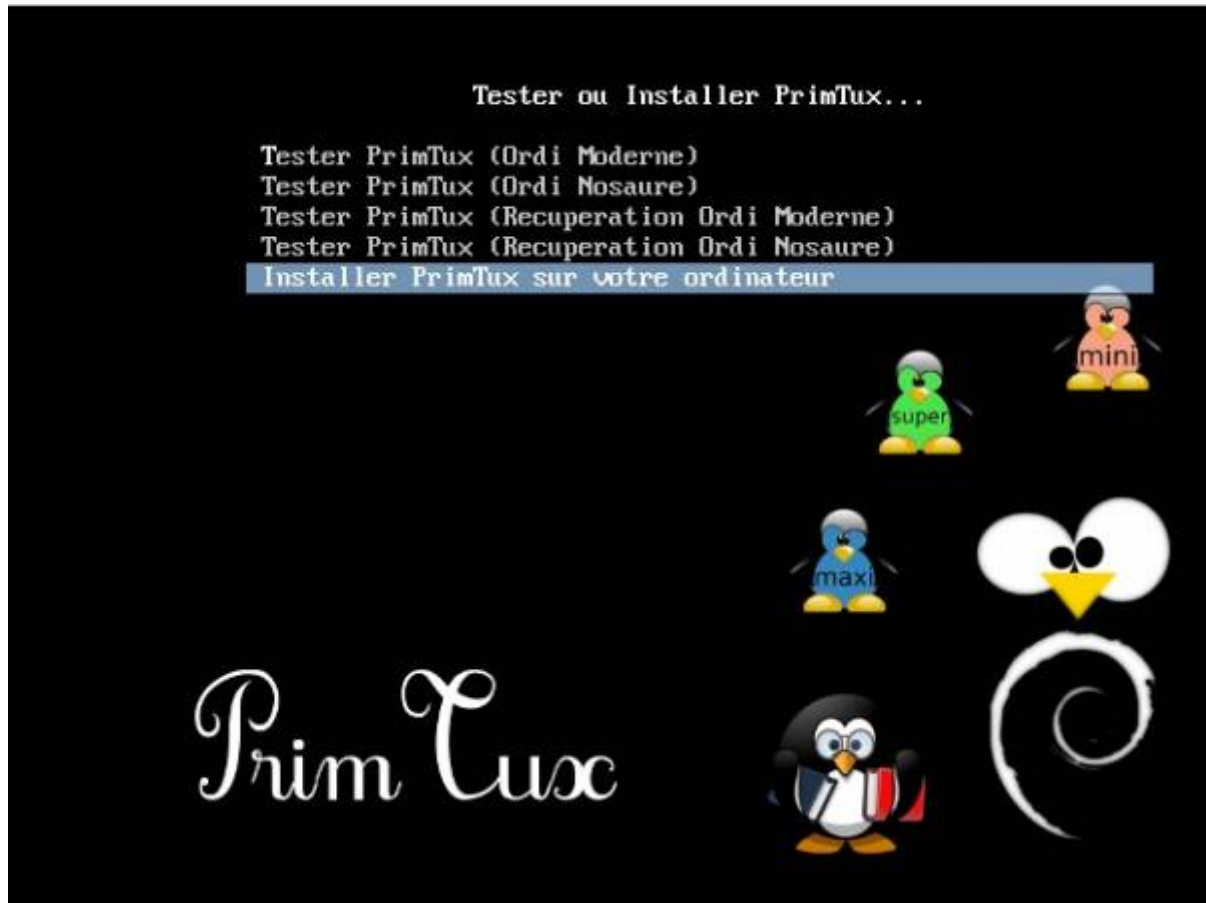 Tester ou Installer PrimTux...
Tester PrimTux (Ordi Moderne)
Tester PrimTux (Ordi Nosaure)
Tester PrimTux (Recuperation Ordi Moderne)
Tester PrimTux (Recuperation Ordi Nosaure)
Installer PrimTux sur votre ordinateur
mini
super
maxi
PrimTux